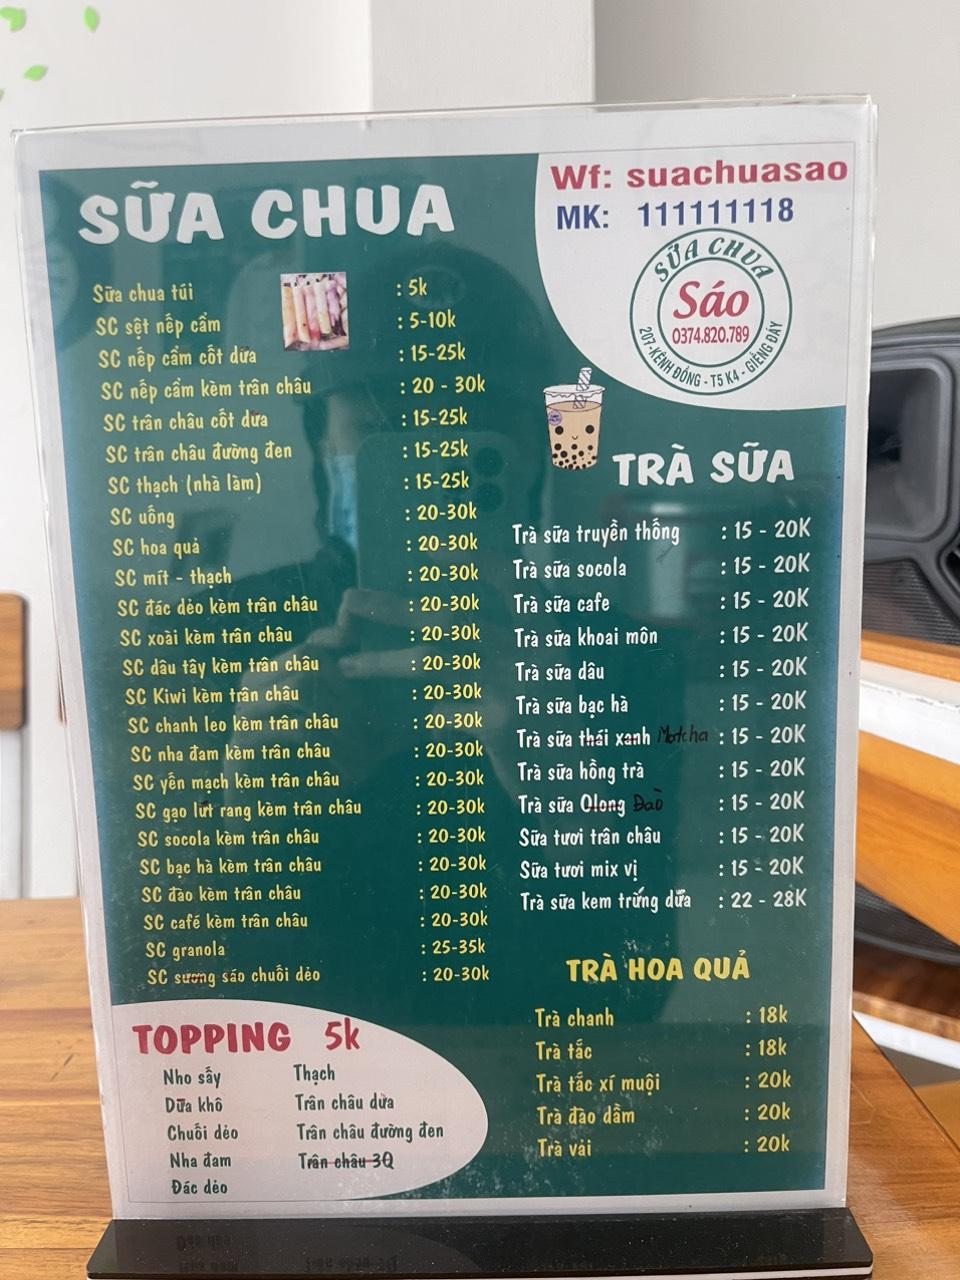 Wf: suachuasao
MK: 111111118
SỮA CHUA
Sáo
0374.820.789
207-KÊNH ĐỒNG - T5 K4 - GIẾNG ĐÁY
SỮA CHUA
Sữa chua túi : 5k
SC sệt nếp cẩm : 5-10k
SC nếp cẩm cốt dừa : 15-25k
SC nếp cẩm kèm trân châu : 20 - 30k
SC trân châu cốt dừa : 15-25k
SC trân châu đường đen : 15-25k
SC thạch (nhà làm) : 15-25k
SC uống : 20-30k
SC hoa quả : 20-30k
SC mít - thạch : 20-30k
SC đác dẻo kèm trân châu : 20-30k
SC xoài kèm trân châu : 20-30k
SC dâu tây kèm trân châu : 20-30k
SC Kiwi kèm trân châu : 20-30k
SC chanh leo kèm trân châu : 20-30k
SC nha đam kèm trân châu : 20-30k
SC yến mạch kèm trân châu : 20-30k
SC gạo lứt rang kèm trân châu : 20-30k
SC socola kèm trân châu : 20-30k
SC bạc hà kèm trân châu : 20-30k
SC đào kèm trân châu : 20-30k
SC café kèm trân châu : 20-30k
SC granola : 25-35k
SC sương sáo chuối dẻo : 20-30k
TRÀ SỮA
Trà sữa truyền thống : 15 - 20K
Trà sữa socola : 15 - 20K
Trà sữa cafe : 15 - 20K
Trà sữa khoai môn : 15 - 20K
Trà sữa dâu : 15 - 20K
Trà sữa bạc hà : 15 - 20K
Trà sữa thái xanh Matcha : 15 - 20K
Trà sữa hồng trà : 15 - 20K
Trà sữa Olong Đào : 15 - 20K
Sữa tươi trân châu : 15 - 20K
Sữa tươi mix vị : 15 - 20K
Trà sữa kem trứng dừa : 22 - 28K
TRÀ HOA QUẢ
Trà chanh : 18k
Trà tắc : 18k
Trà tắc xí muội : 20k
Trà đào dầm : 20k
Trà vải : 20k
TOPPING 5k
Nho sấy
Dừa khô
Chuối dẻo
Nha đam
Đác dẻo
Thạch
Trân châu dừa
Trân châu đường đen
Trân châu 3Q